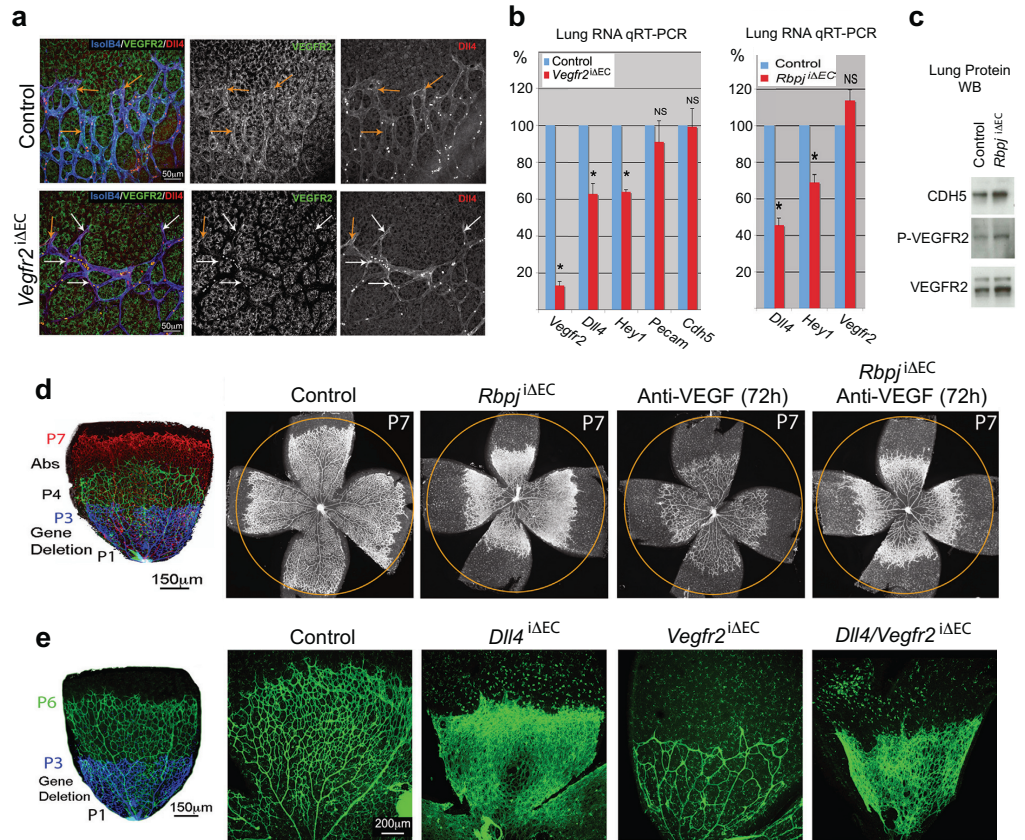 a
Control
IsolB4/VEGFR2/Dll4
VEGFR2
Dll4
50μm
Vegfr2 iΔEC
IsolB4/VEGFR2/Dll4
VEGFR2
Dll4
50μm
b
Lung RNA qRT-PCR
%
Control
Vegfr2 iΔEC
120
100
80
60
40
20
*
*
*
NS
NS
Vegfr2
Dll4
Hey1
Pecam
Cdh5
Lung RNA qRT-PCR
%
Control
Rbpj iΔEC
120
100
80
60
40
20
*
*
NS
Dll4
Hey1
Vegfr2
c
Lung Protein
WB
Control
Rbpj iΔEC
CDH5
P-VEGFR2
VEGFR2
d
P7
Abs
P4
P3
Gene
Deletion
P1
150μm
Control
P7
Rbpj iΔEC
P7
Anti-VEGF (72h)
P7
Rbpj iΔEC
Anti-VEGF (72h)
P7
e
P6
P3
Gene
Deletion
P1
150μm
Control
200μm
Dll4 iΔEC
Vegfr2 iΔEC
Dll4/Vegfr2 iΔEC